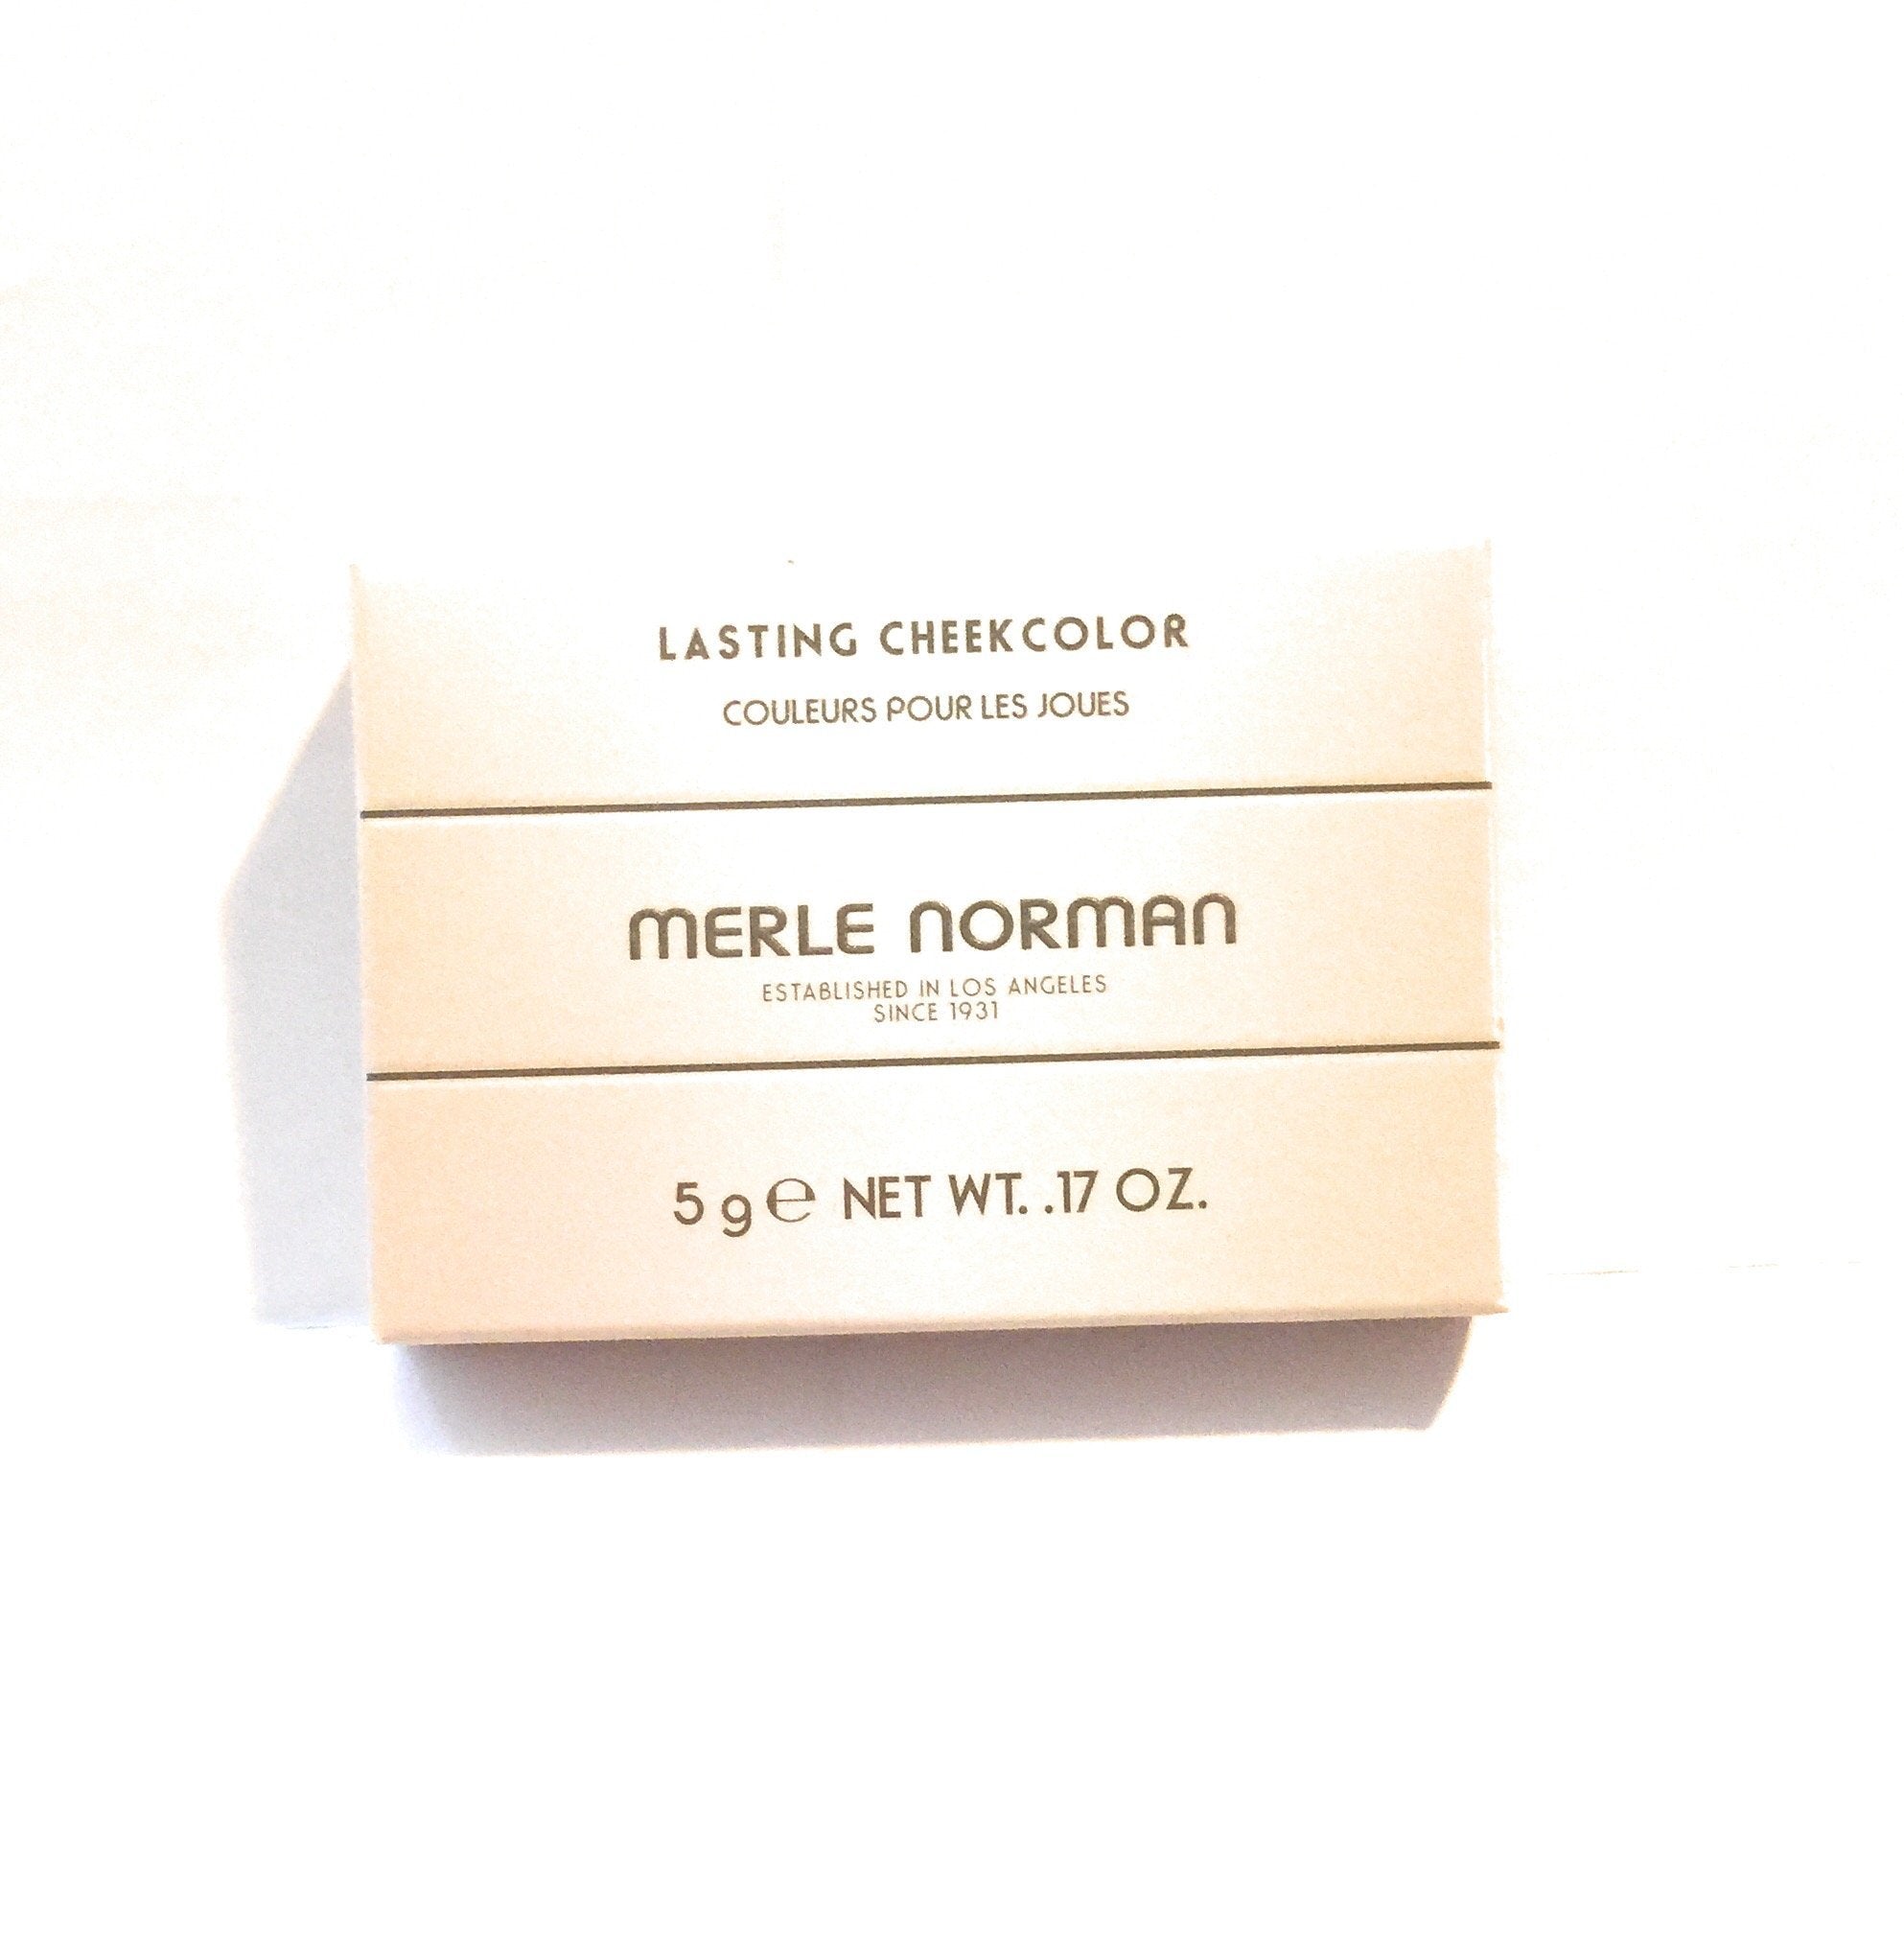 LASTING CHEEKCOLOR
COULEURS POUR LES JOUES
MERLE NORMAN
ESTABLISHED IN LOS ANGELES
SINCE 1931
5 g ℮ NET WT. .17 OZ.